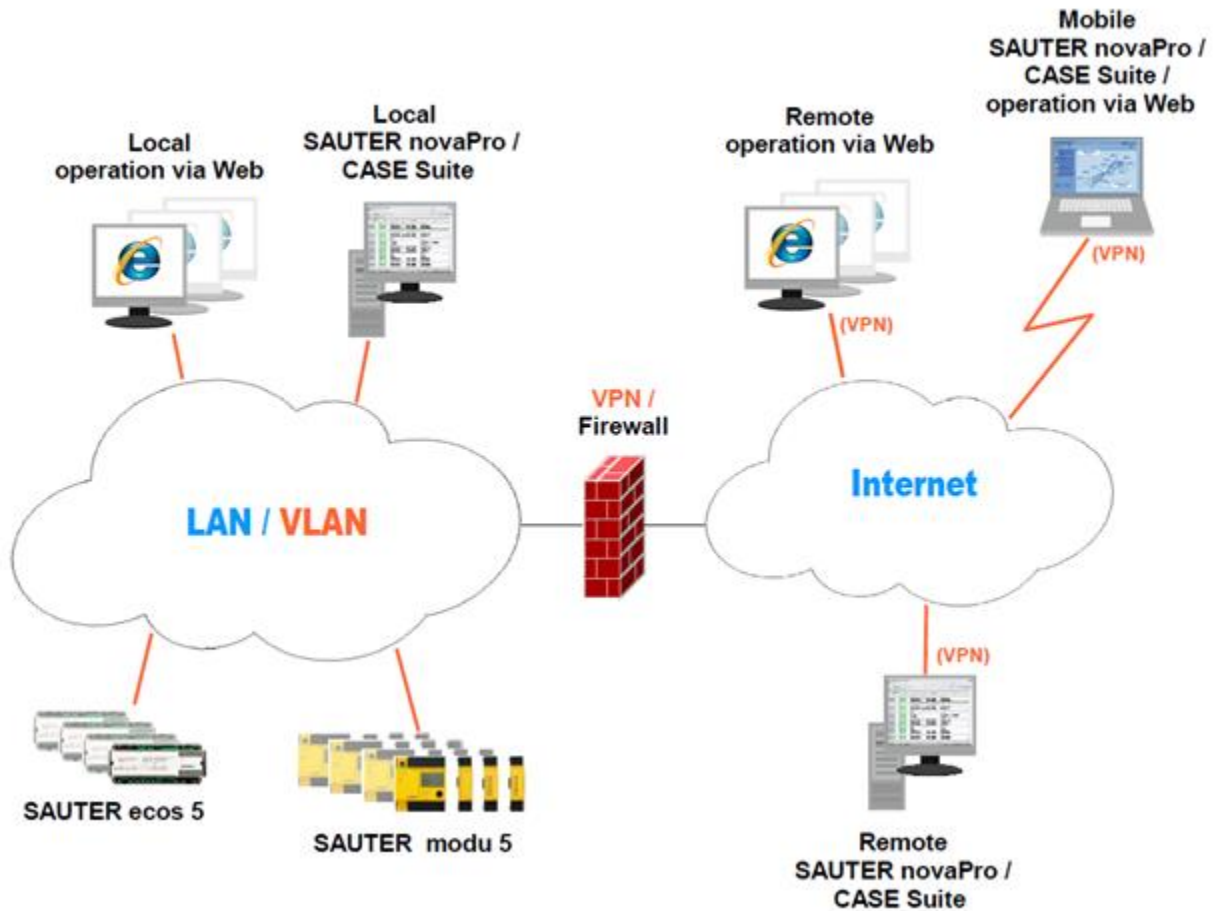 Mobile
SAUTER novaPro /
CASE Suite /
operation via Web
Local
SAUTER novaPro /
CASE Suite
Remote
operation via Web
Local
operation via Web
(VPN)
(VPN)
VPN /
Firewall
LAN / VLAN
Internet
(VPN)
SAUTER ecos 5
SAUTER modu 5
Remote
SAUTER novaPro /
CASE Suite